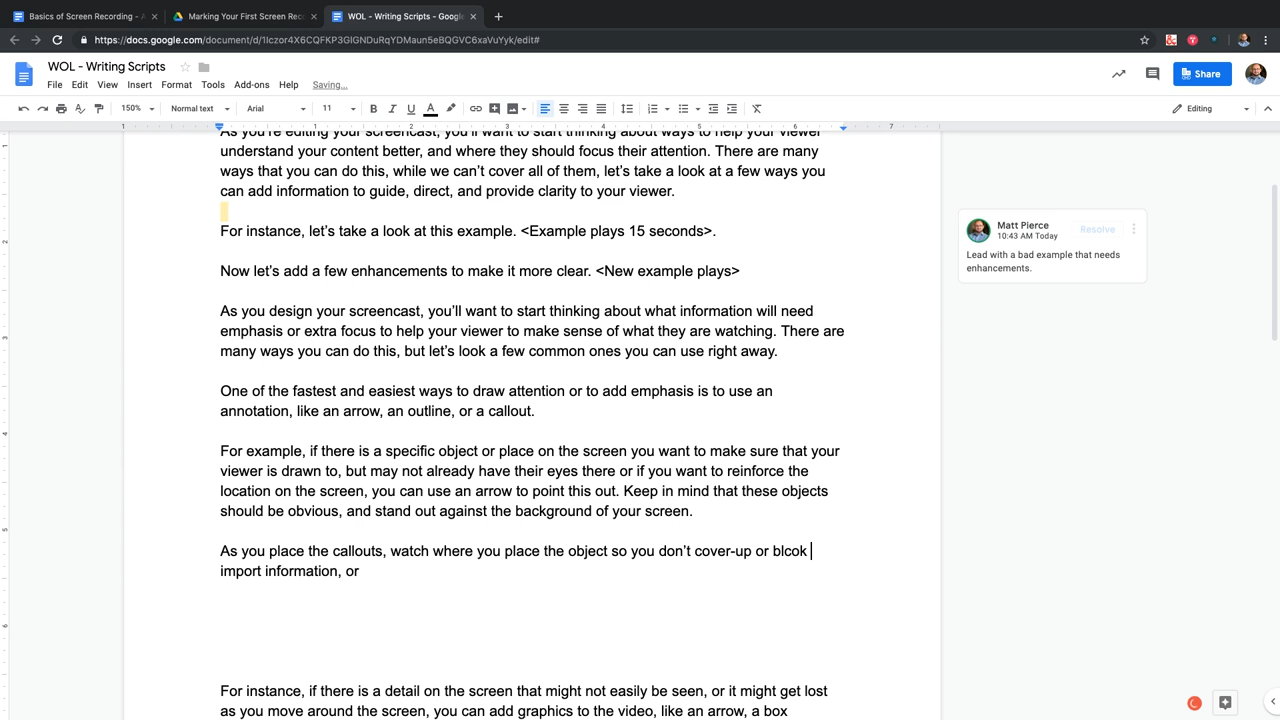 Basics of Screen Recording - A
Marking Your First Screen Rec
WOL - Writing Scripts - Google
https://docs.google.com/document/d/1Iczor4X6CQFKP3GIGNDuRqYDMaun5eBQGVC6xaVuYyk/edit#
WOL - Writing Scripts
File Edit View Insert Format Tools Add-ons Help Saving...
Share
150% Normal text Arial 11 Editing
1 1 2 3 4 5 6 7
As you're editing your screencast, you'll want to start thinking about ways to help your viewer
understand your content better, and where they should focus their attention. There are many
ways that you can do this, while we can't cover all of them, let's take a look at a few ways you
can add information to guide, direct, and provide clarity to your viewer.
For instance, let's take a look at this example. <Example plays 15 seconds>.
Now let's add a few enhancements to make it more clear. <New example plays>
As you design your screencast, you'll want to start thinking about what information will need
emphasis or extra focus to help your viewer to make sense of what they are watching. There are
many ways you can do this, but let's look a few common ones you can use right away.
One of the fastest and easiest ways to draw attention or to add emphasis is to use an
annotation, like an arrow, an outline, or a callout.
For example, if there is a specific object or place on the screen you want to make sure that your
viewer is drawn to, but may not already have their eyes there or if you want to reinforce the
location on the screen, you can use an arrow to point this out. Keep in mind that these objects
should be obvious, and stand out against the background of your screen.
As you place the callouts, watch where you place the object so you don't cover-up or blcok
import information, or
For instance, if there is a detail on the screen that might not easily be seen, or it might get lost
as you move around the screen, you can add graphics to the video, like an arrow, a box
Matt Pierce
10:43 AM Today
Resolve
Lead with a bad example that needs
enhancements.
1
2
3
4
5
6